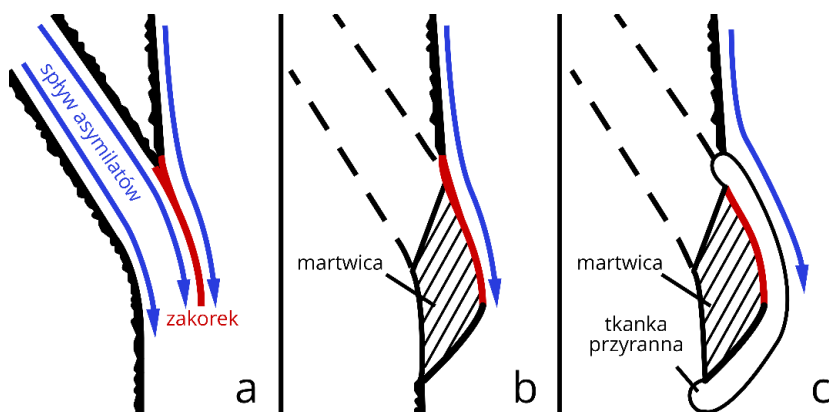 spływ asymilatów
zakorek
a
martwica
b
martwica
tkanka
przyranna
c